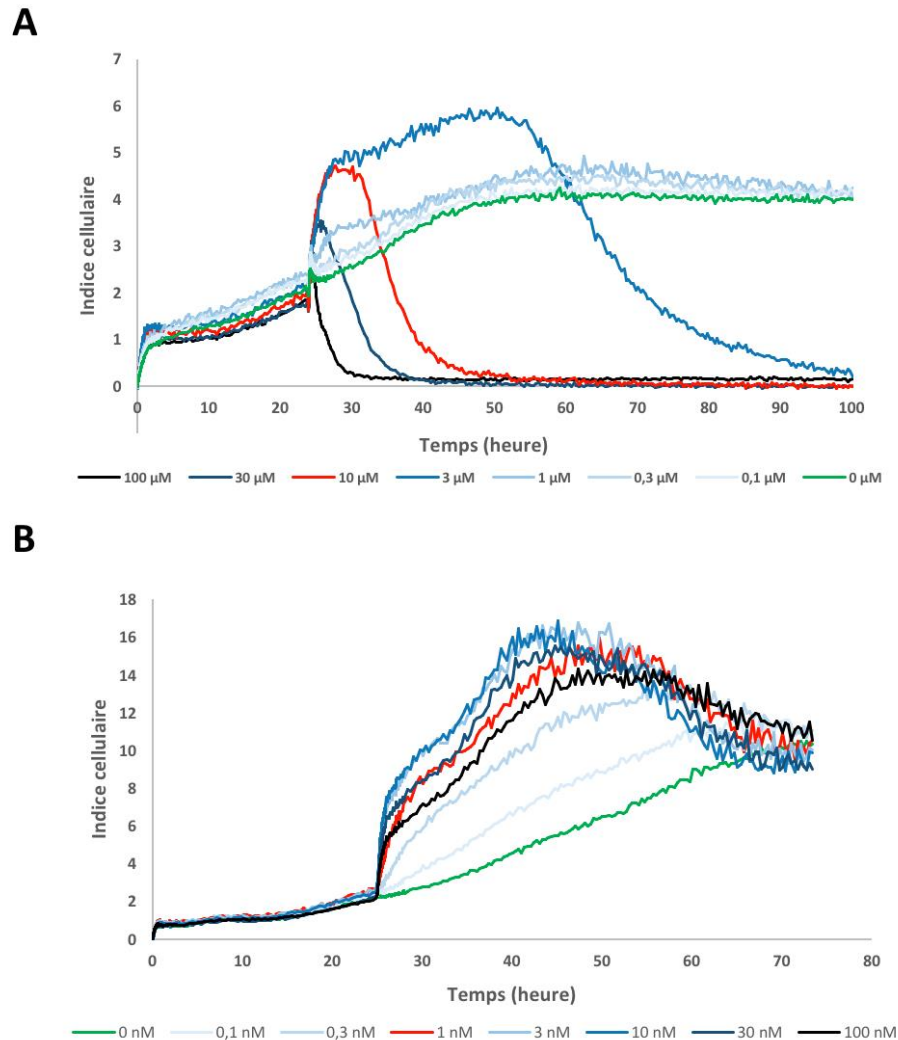 A
7
6
5
4
3
2
1
0
Indice cellulaire
0 10 20 30 40 50 60 70 80 90 100
Temps (heure)
100 µM 30 µM 10 µM 3 µM 1 µM 0,3 µM 0,1 µM 0 µM
B
18
16
14
12
10
8
6
4
2
0
Indice cellulaire
0 10 20 30 40 50 60 70 80
Temps (heure)
0 nM 0,1 nM 0,3 nM 1 nM 3 nM 10 nM 30 nM 100 nM